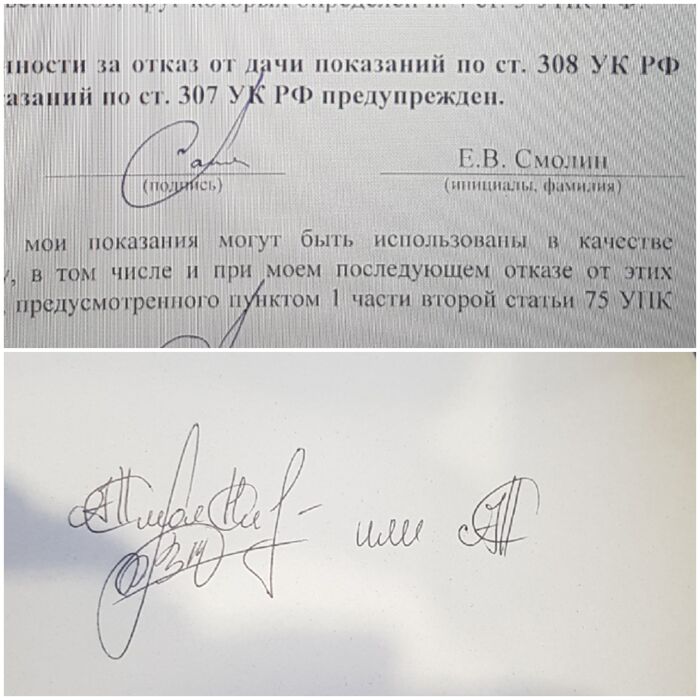 нности за отказ от дачи показаний по ст. 308 УК РФ
казаний по ст. 307 УК РФ предупрежден.
Е.В. Смолин
(подпись) (инициалы, фамилия)
мои показания могут быть использованы в качестве
, в том числе и при моем последующем отказе от этих
предусмотренного пунктом 1 части второй статьи 75 УПК
или